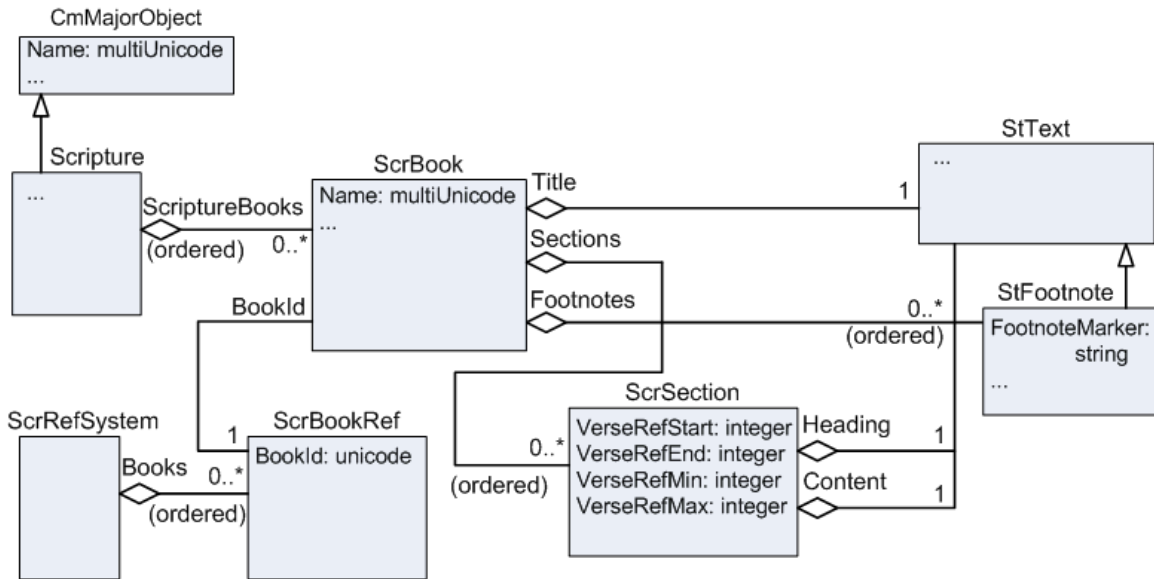 CmMajorObject
Name: multiUnicode
...
Scripture
...
ScriptureBooks
(ordered)
0..*
ScrBook
Name: multiUnicode
...
Title
1
Sections
Footnotes
0..*
(ordered)
StText
...
StFootnote
FootnoteMarker:
string
...
BookId
1
ScrRefSystem
Books
0..*
(ordered)
ScrBookRef
BookId: unicode
0..*
(ordered)
ScrSection
VerseRefStart: integer
VerseRefEnd: integer
VerseRefMin: integer
VerseRefMax: integer
Heading
1
Content
1